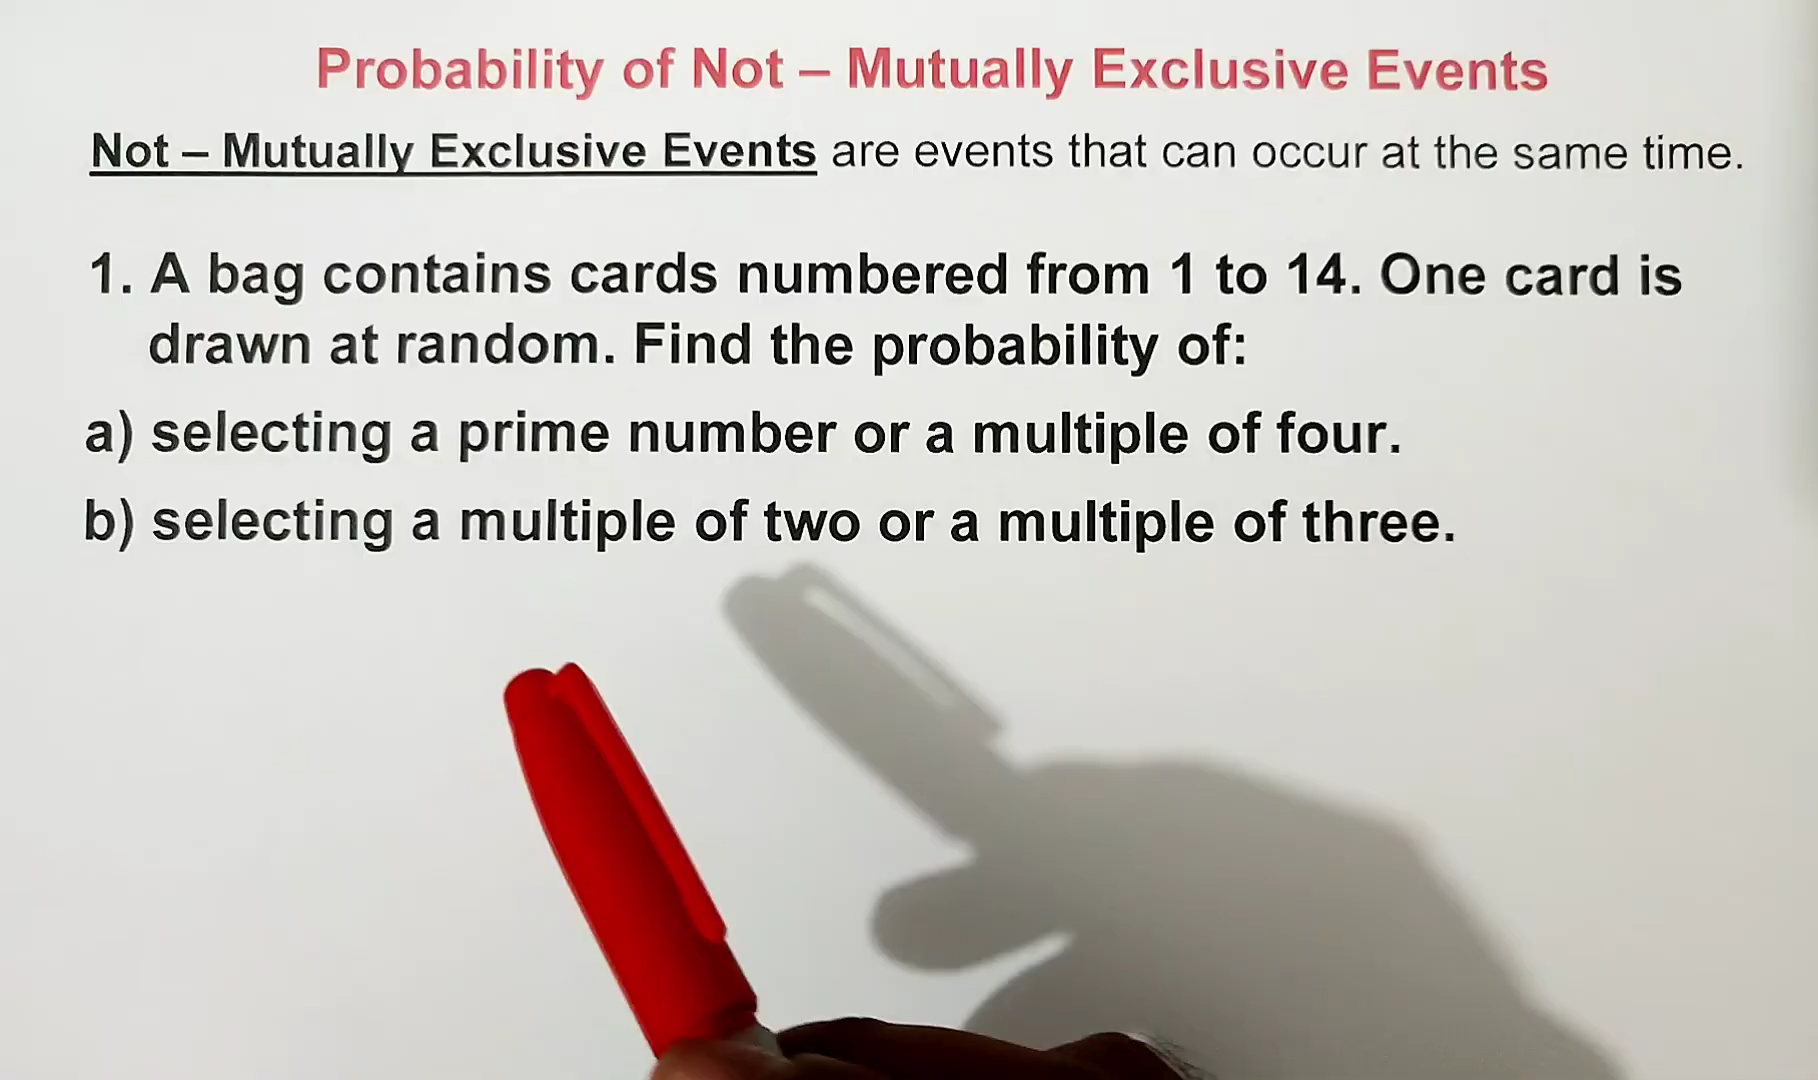 Probability of Not – Mutually Exclusive Events
Not – Mutually Exclusive Events are events that can occur at the same time.
1. A bag contains cards numbered from 1 to 14. One card is
drawn at random. Find the probability of:
a) selecting a prime number or a multiple of four.
b) selecting a multiple of two or a multiple of three.